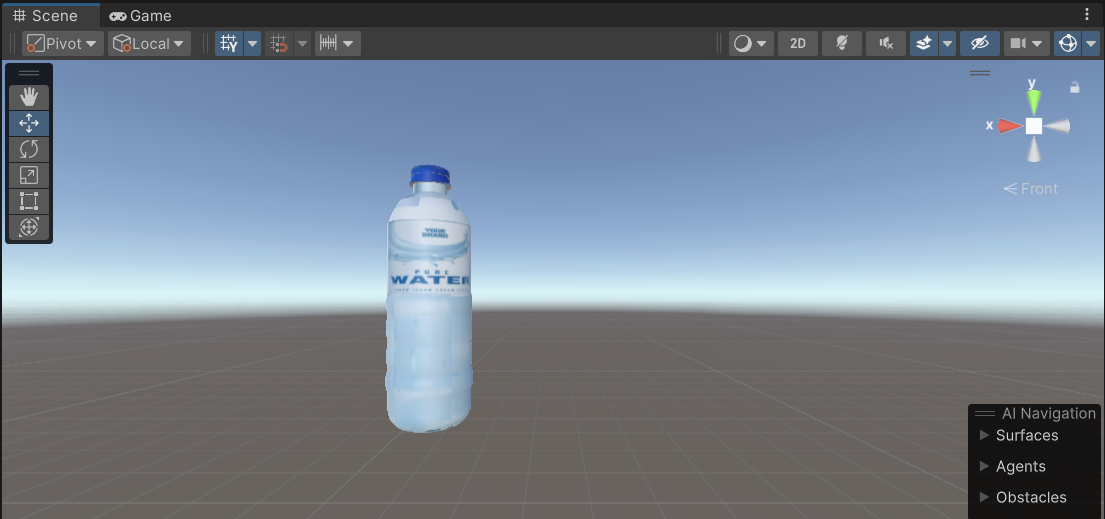 Scene
Game
Pivot
Local
2D
y
x
Front
YOUR
BRAND
PURE
WATER
AI Navigation
Surfaces
Agents
Obstacles